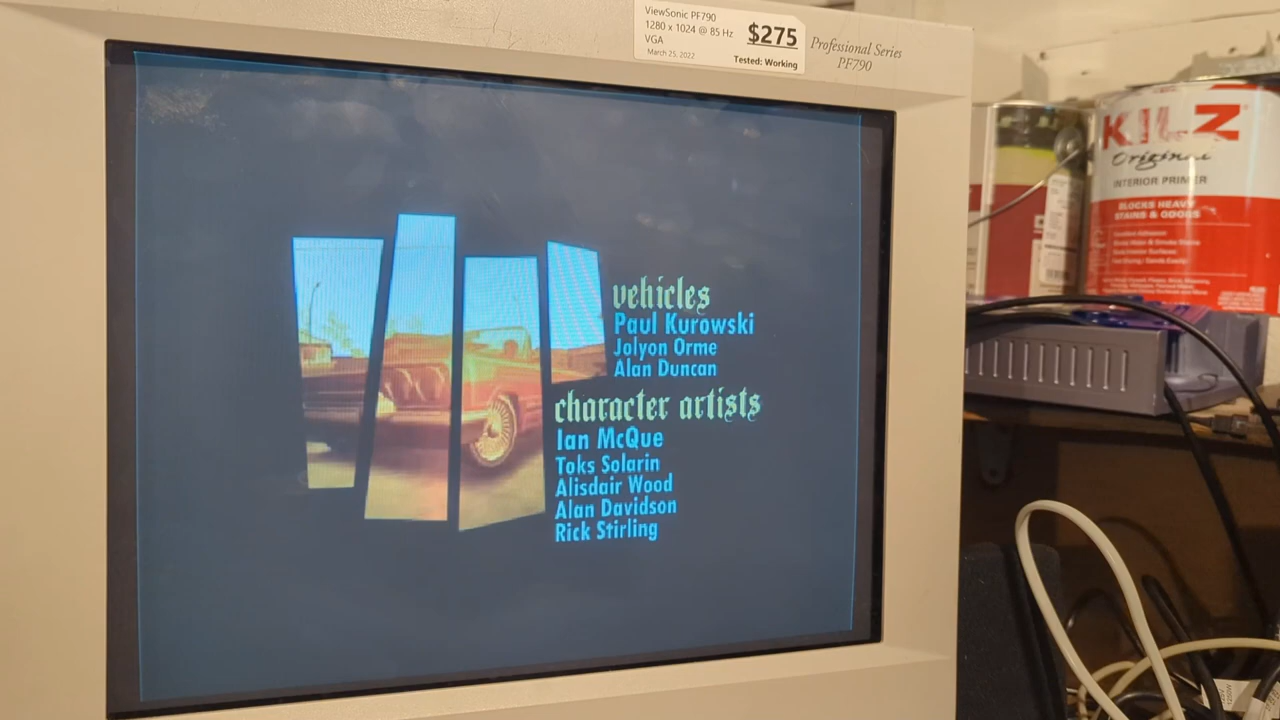 ViewSonic PF790
1280 x 1024 @ 85 Hz
VGA
March 25, 2022
$275
Tested: Working
Professional Series
PF790
vehicles
Paul Kurowski
Jolyon Orme
Alan Duncan
character artists
Ian McQue
Toks Solarin
Alisdair Wood
Alan Davidson
Rick Stirling
KILZ
Original
INTERIOR PRIMER
BLOCKS HEAVY
STAINS & ODORS